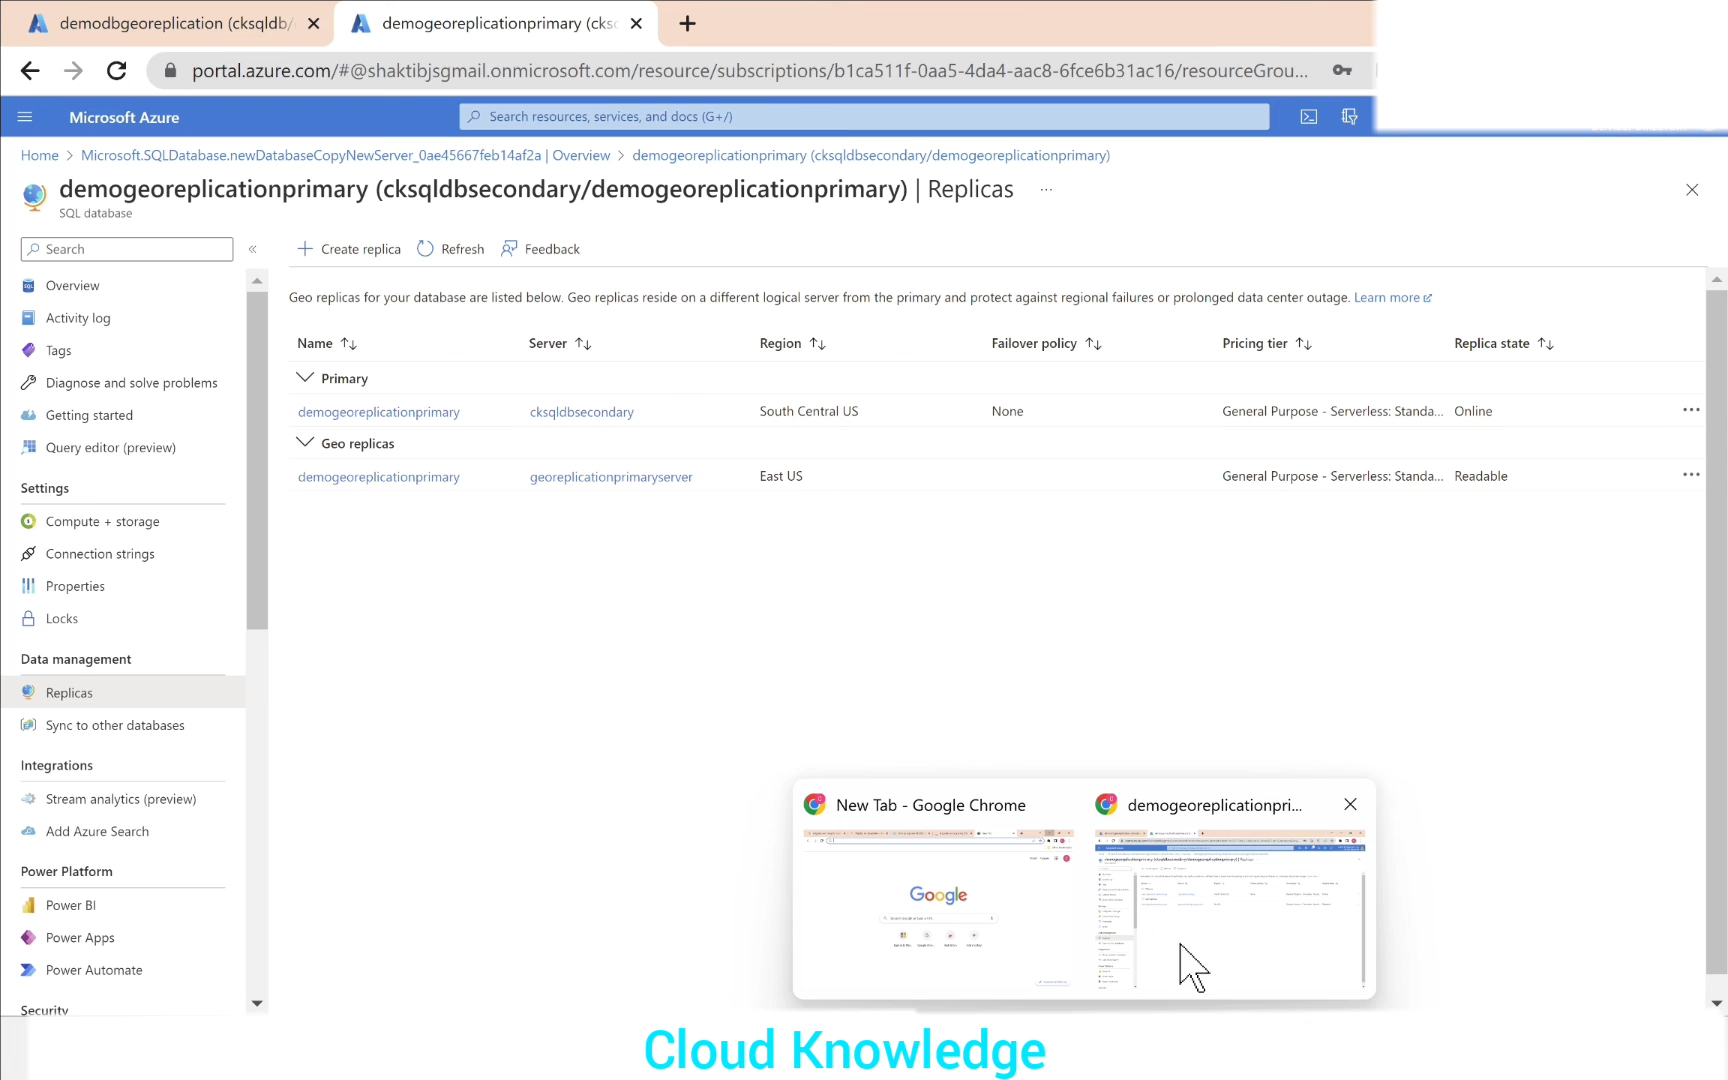 demodbgeoreplication (cksqldb/
demogeoreplicationprimary (cksc
portal.azure.com/#@shaktibjsgmail.onmicrosoft.com/resource/subscriptions/b1ca511f-0aa5-4da4-aac8-6fce6b31ac16/resourceGrou...
Microsoft Azure
Search resources, services, and docs (G+/)
Home > Microsoft.SQLDatabase.newDatabaseCopyNewServer_0ae45667feb14af2a | Overview > demogeoreplicationprimary (cksqldbsecondary/demogeoreplicationprimary)
demogeoreplicationprimary (cksqldbsecondary/demogeoreplicationprimary) | Replicas ...
SQL database
Search
«
Create replica Refresh Feedback
Overview
Activity log
Tags
Diagnose and solve problems
Getting started
Query editor (preview)
Settings
Compute + storage
Connection strings
Properties
Locks
Data management
Replicas
Sync to other databases
Integrations
Stream analytics (preview)
Add Azure Search
Power Platform
Power BI
Power Apps
Power Automate
Security
Geo replicas for your database are listed below. Geo replicas reside on a different logical server from the primary and protect against regional failures or prolonged data center outage. Learn more
Name Server Region Failover policy Pricing tier Replica state
Primary
demogeoreplicationprimary cksqldbsecondary South Central US None General Purpose - Serverless: Standa... Online ...
Geo replicas
demogeoreplicationprimary georeplicationprimaryserver East US General Purpose - Serverless: Standa... Readable ...
New Tab - Google Chrome
demogeoreplicationpri...
Google
Cloud Knowledge